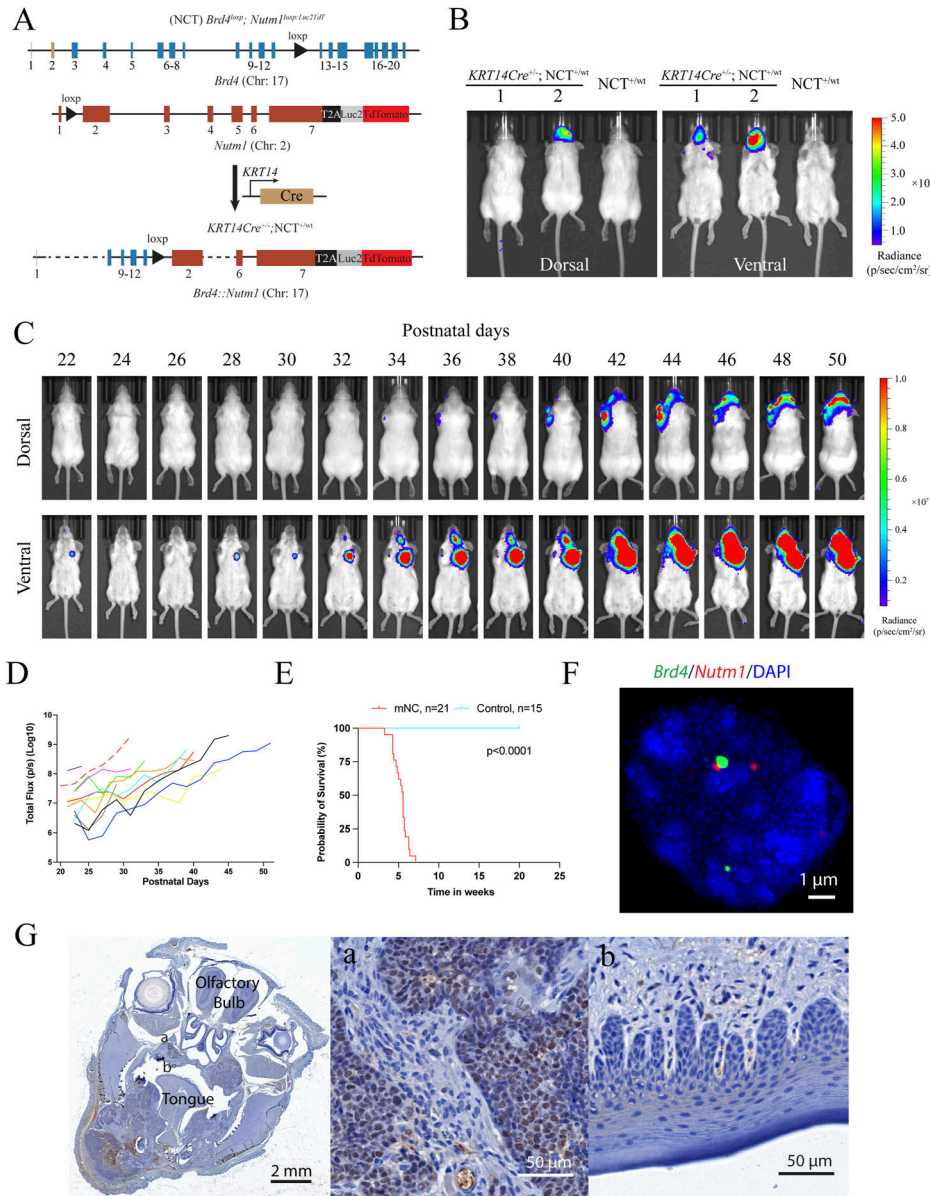 A
(NCT) Brd4^loxp; Nutm1^loxp:Luc2TdT
loxp
1 2 3 4 5 6-8 9-12 13-15 16-20
Brd4 (Chr: 17)
loxp
T2A Luc2 TdTomato
1 2 3 4 5 6 7
Nutm1 (Chr: 2)
KRT14
Cre
KRT14Cre^+/-;NCT^+/wt
loxp
T2A Luc2 TdTomato
1 9-12 2 6 7
Brd4::Nutm1 (Chr: 17)
B
KRT14Cre^+/-; NCT^+/wt NCT^+/wt KRT14Cre^+/-; NCT^+/wt NCT^+/wt
1 2 1 2
Dorsal Ventral
5.0
4.0
3.0
2.0
1.0
Radiance
(p/sec/cm²/sr)
C
Postnatal days
22 24 26 28 30 32 34 36 38 40 42 44 46 48 50
Dorsal
Ventral
1.0
0.8
0.6
×10⁷
0.4
0.2
Radiance
(p/sec/cm²/sr)
D
Total Flux (p/s) (Log10)
10
9
8
7
6
5
20 25 30 35 40 45 50
Postnatal Days
E
mNC, n=21 Control, n=15
p<0.0001
Probability of Survival (%)
100
75
50
25
0
0 5 10 15 20 25
Time in weeks
F
Brd4/Nutm1/DAPI
1 μm
G
Olfactory
Bulb
a
b
Tongue
2 mm
a
50 μm
b
50 μm